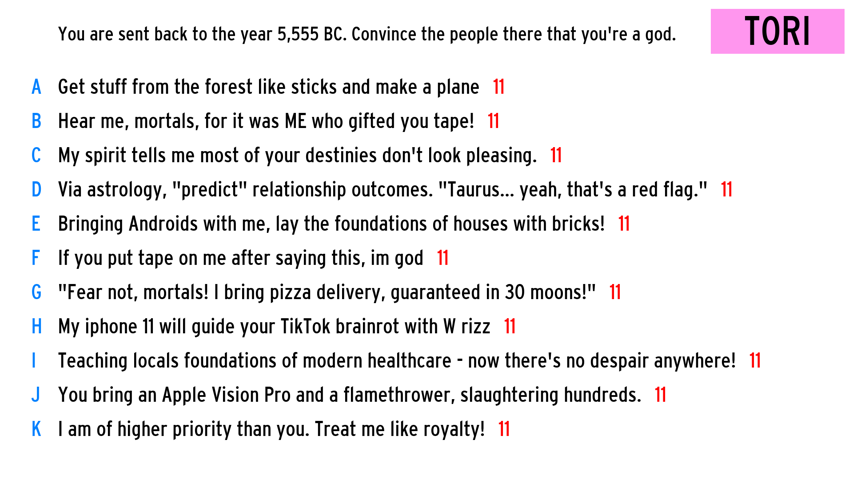 You are sent back to the year 5,555 BC. Convince the people there that you're a god.
TORI
A Get stuff from the forest like sticks and make a plane 11
B Hear me, mortals, for it was ME who gifted you tape! 11
C My spirit tells me most of your destinies don't look pleasing. 11
D Via astrology, "predict" relationship outcomes. "Taurus... yeah, that's a red flag." 11
E Bringing Androids with me, lay the foundations of houses with bricks! 11
F If you put tape on me after saying this, im god 11
G "Fear not, mortals! I bring pizza delivery, guaranteed in 30 moons!" 11
H My iphone 11 will guide your TikTok brainrot with W rizz 11
I Teaching locals foundations of modern healthcare - now there's no despair anywhere! 11
J You bring an Apple Vision Pro and a flamethrower, slaughtering hundreds. 11
K I am of higher priority than you. Treat me like royalty! 11